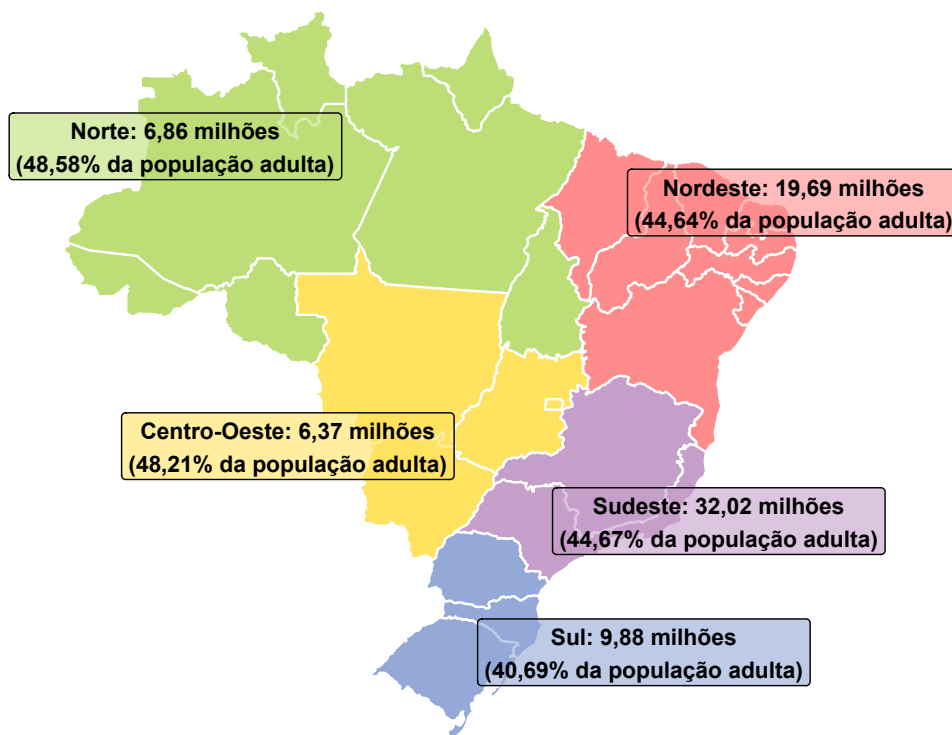 Norte: 6,86 milhões
(48,58% da população adulta)
Nordeste: 19,69 milhões
(44,64% da população adulta)
Centro-Oeste: 6,37 milhões
(48,21% da população adulta)
Sudeste: 32,02 milhões
(44,67% da população adulta)
Sul: 9,88 milhões
(40,69% da população adulta)